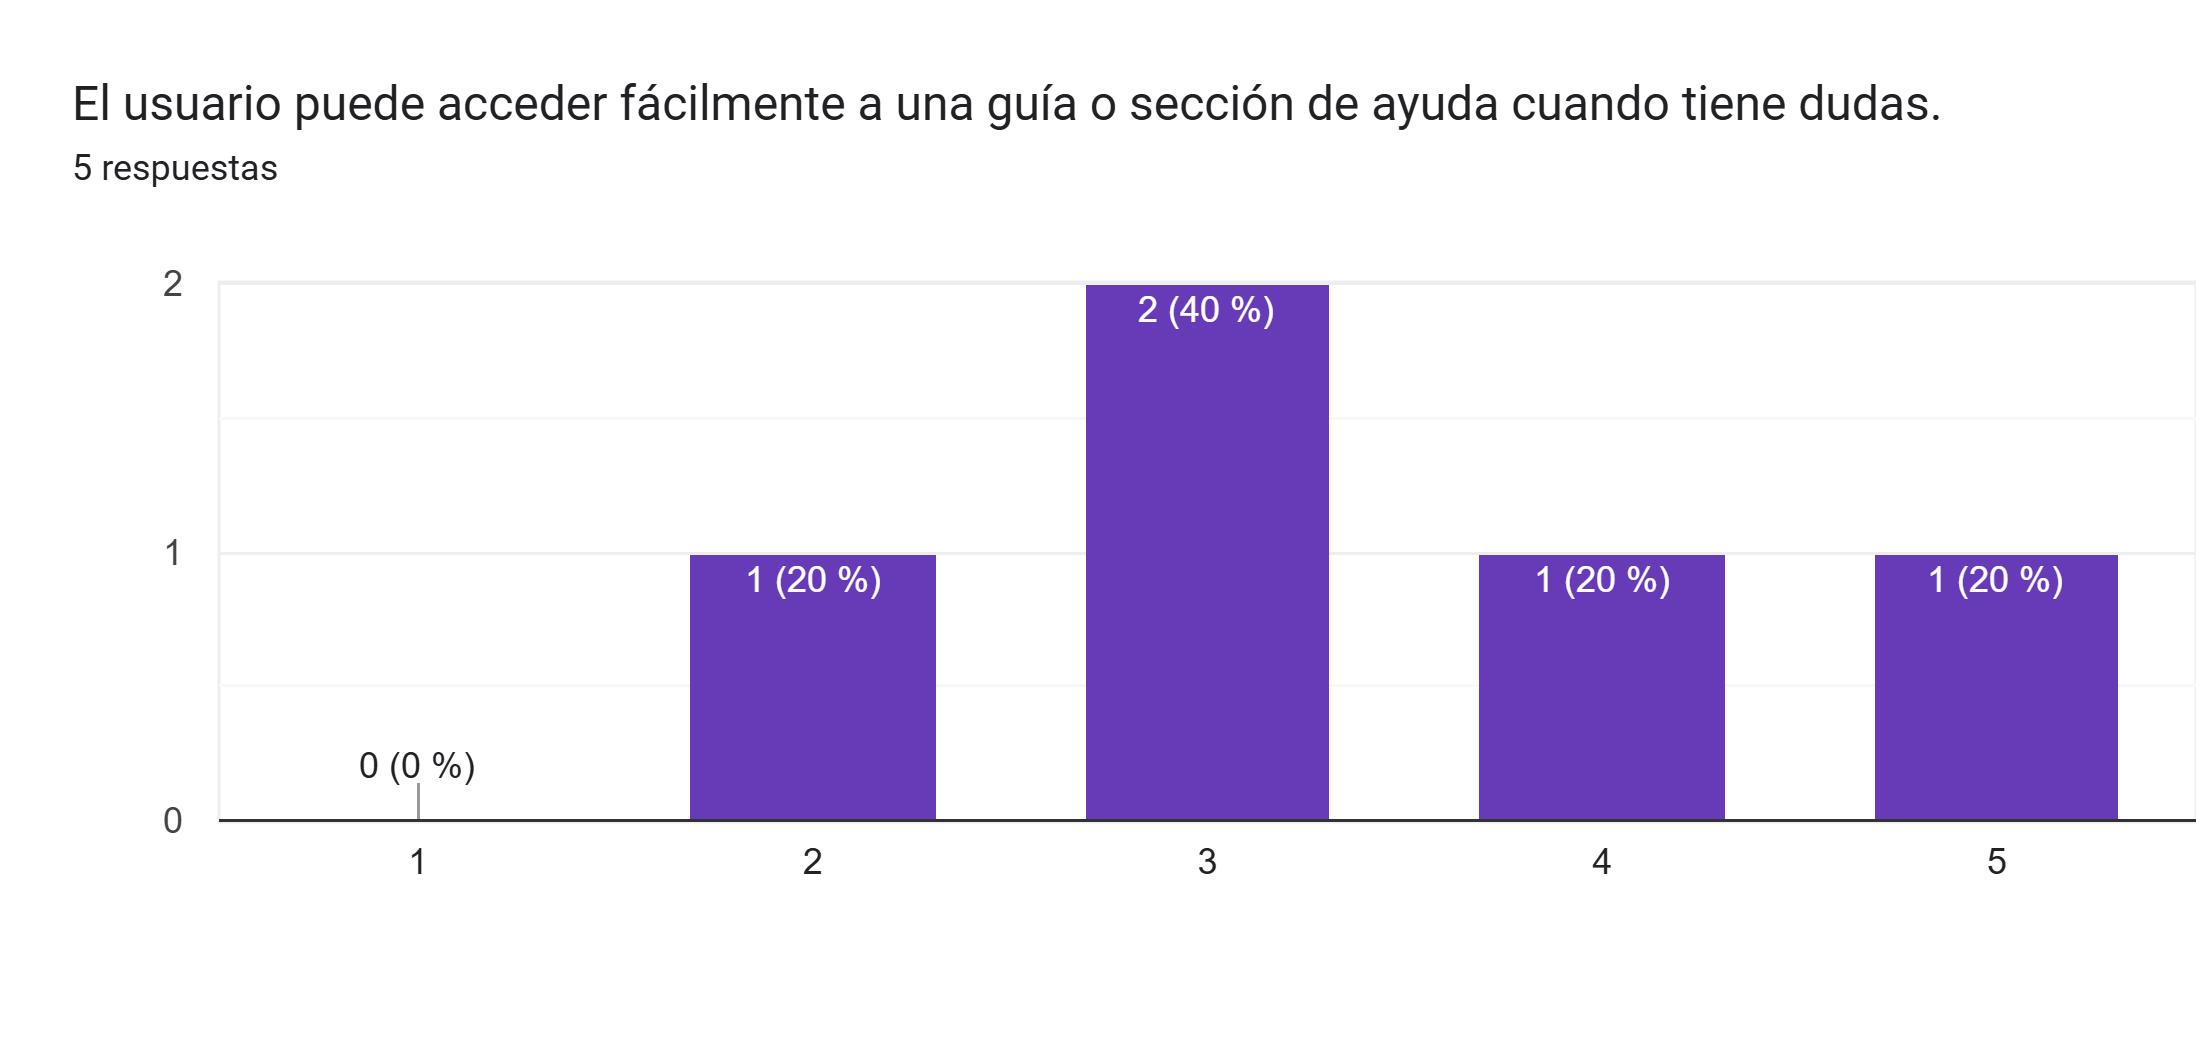 El usuario puede acceder fácilmente a una guía o sección de ayuda cuando tiene dudas.
5 respuestas
2
2 (40 %)
1
1 (20 %)
1 (20 %)
1 (20 %)
0 (0 %)
0
1
2
3
4
5